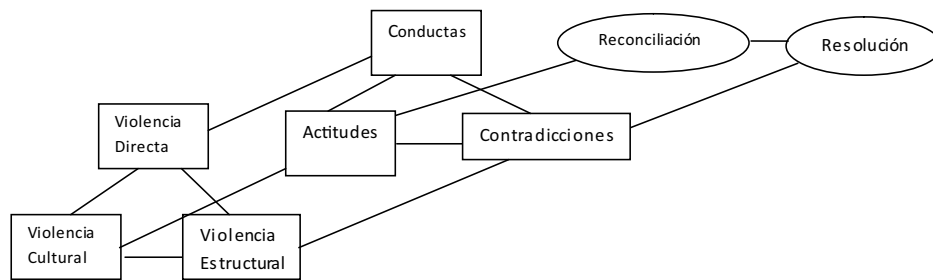 Conductas
Reconciliación
Resolución
Violencia
Directa
Actitudes
Contradicciones
Violencia
Cultural
Violencia
Estructural